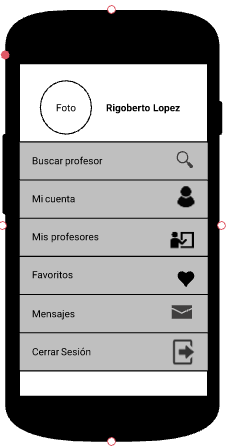 Foto
Rigoberto Lopez
Buscar profesor
Mi cuenta
Mis profesores
Favoritos
Mensajes
Cerrar Sesión